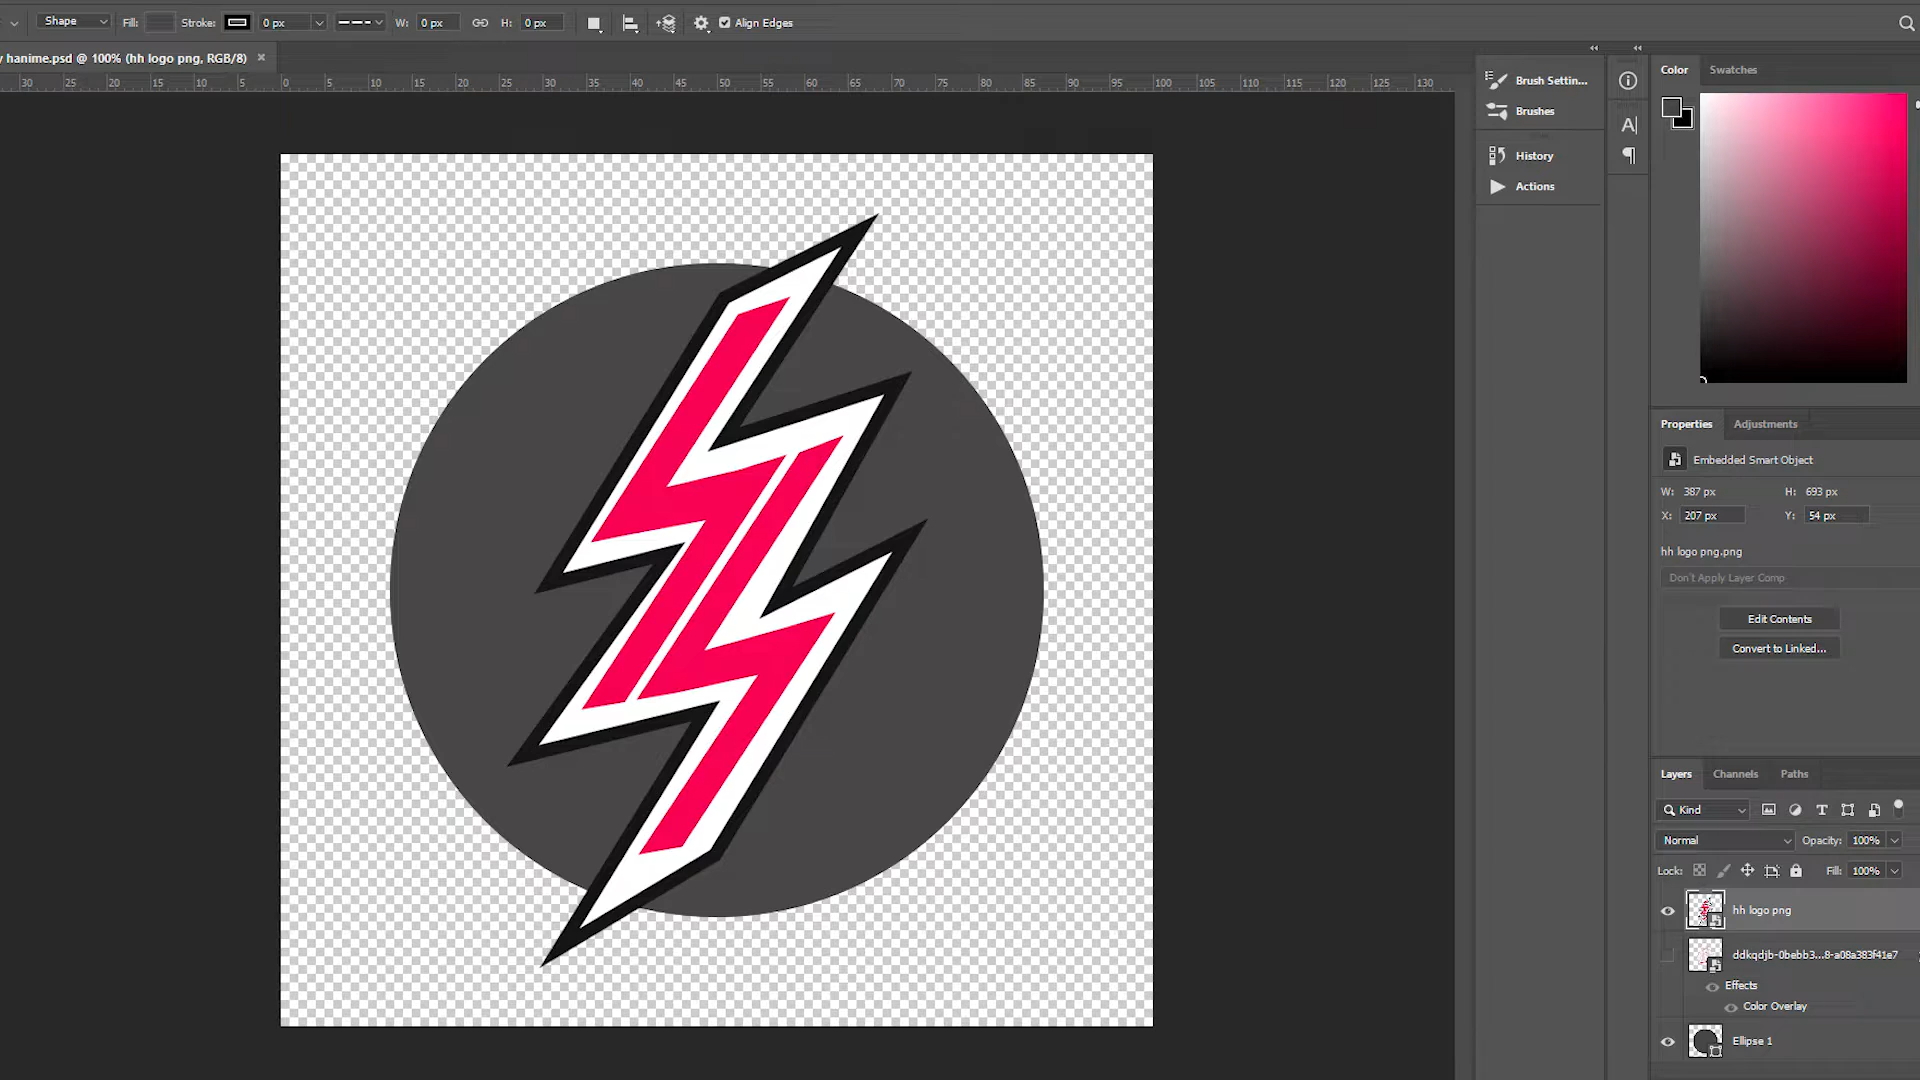 Shape Fill: Stroke: 0 px W: 0 px H: 0 px Align Edges
y hanime.psd @ 100% (hh logo png, RGB/8) ×
30 25 20 15 10 5 0 5 10 15 20 25 30 35 40 45 50 55 60 65 70 75 80 85 90 95 100 105 110 115 120 125 130
Brush Settin...
Brushes
History
Actions
Color Swatches
Properties Adjustments
Embedded Smart Object
W: 387 px H: 693 px
X: 207 px Y: 54 px
hh logo png.png
Don't Apply Layer Comp
Edit Contents
Convert to Linked...
Layers Channels Paths
Kind
Normal Opacity: 100%
Lock: Fill: 100%
hh logo png
ddkqdjb-0bebb3...8-a08a383f41e7
Effects
Color Overlay
Ellipse 1